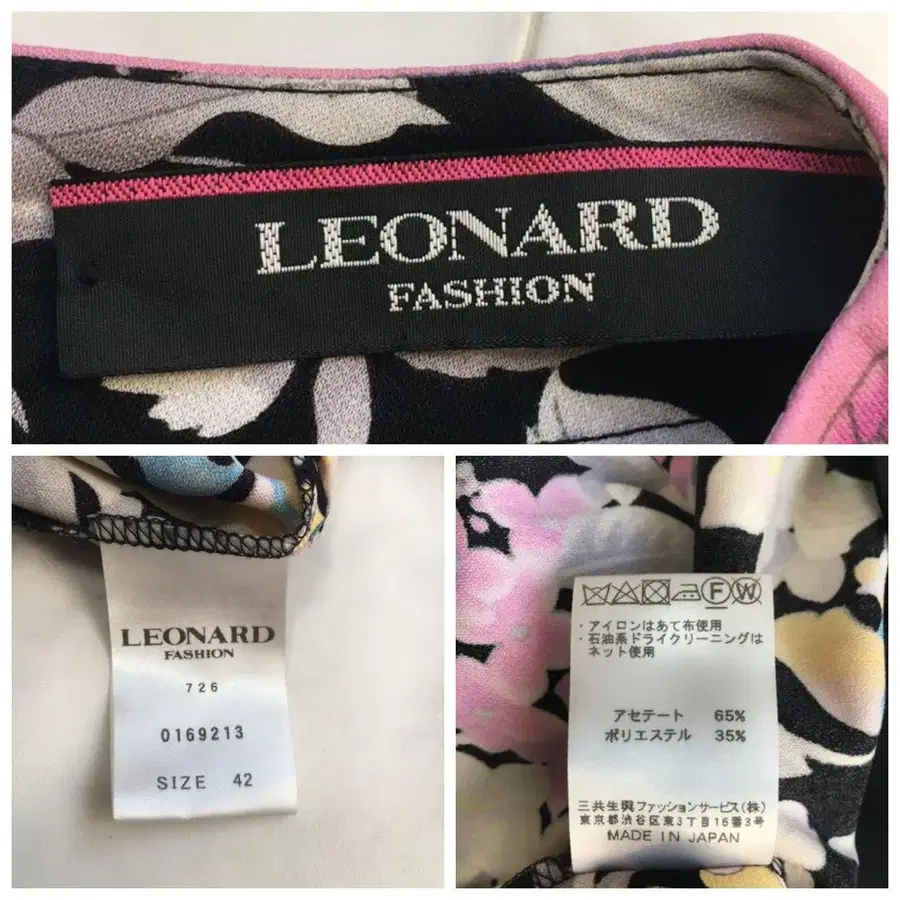 LEONARD
FASHION
LEONARD
FASHION
726
0169213
SIZE 42
F W
・アイロンはあて布使用
・石油系ドライクリーニングは
ネット使用
アセテート 65%
ポリエステル 35%
三共生興ファッションサービス(株)
東京都渋谷区東3丁目16番3号
MADE IN JAPAN